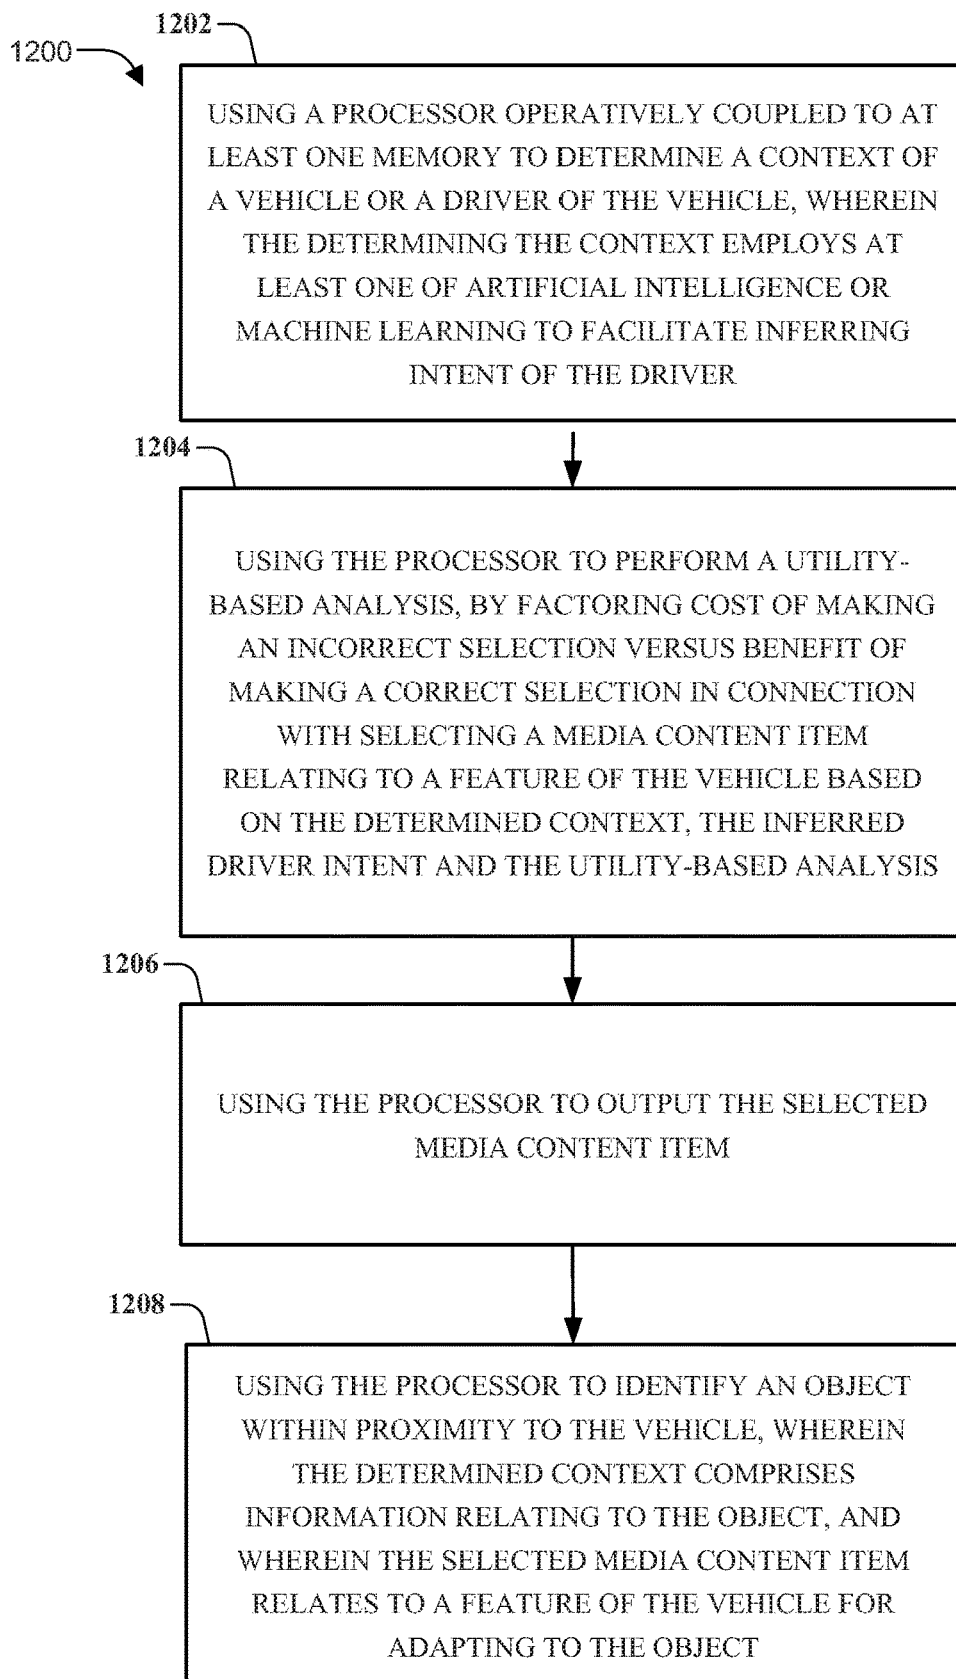 1200
1202
USING A PROCESSOR OPERATIVELY COUPLED TO AT
LEAST ONE MEMORY TO DETERMINE A CONTEXT OF
A VEHICLE OR A DRIVER OF THE VEHICLE, WHEREIN
THE DETERMINING THE CONTEXT EMPLOYS AT
LEAST ONE OF ARTIFICIAL INTELLIGENCE OR
MACHINE LEARNING TO FACILITATE INFERRING
INTENT OF THE DRIVER
1204
USING THE PROCESSOR TO PERFORM A UTILITY-
BASED ANALYSIS, BY FACTORING COST OF MAKING
AN INCORRECT SELECTION VERSUS BENEFIT OF
MAKING A CORRECT SELECTION IN CONNECTION
WITH SELECTING A MEDIA CONTENT ITEM
RELATING TO A FEATURE OF THE VEHICLE BASED
ON THE DETERMINED CONTEXT, THE INFERRED
DRIVER INTENT AND THE UTILITY-BASED ANALYSIS
1206
USING THE PROCESSOR TO OUTPUT THE SELECTED
MEDIA CONTENT ITEM
1208
USING THE PROCESSOR TO IDENTIFY AN OBJECT
WITHIN PROXIMITY TO THE VEHICLE, WHEREIN
THE DETERMINED CONTEXT COMPRISES
INFORMATION RELATING TO THE OBJECT, AND
WHEREIN THE SELECTED MEDIA CONTENT ITEM
RELATES TO A FEATURE OF THE VEHICLE FOR
ADAPTING TO THE OBJECT